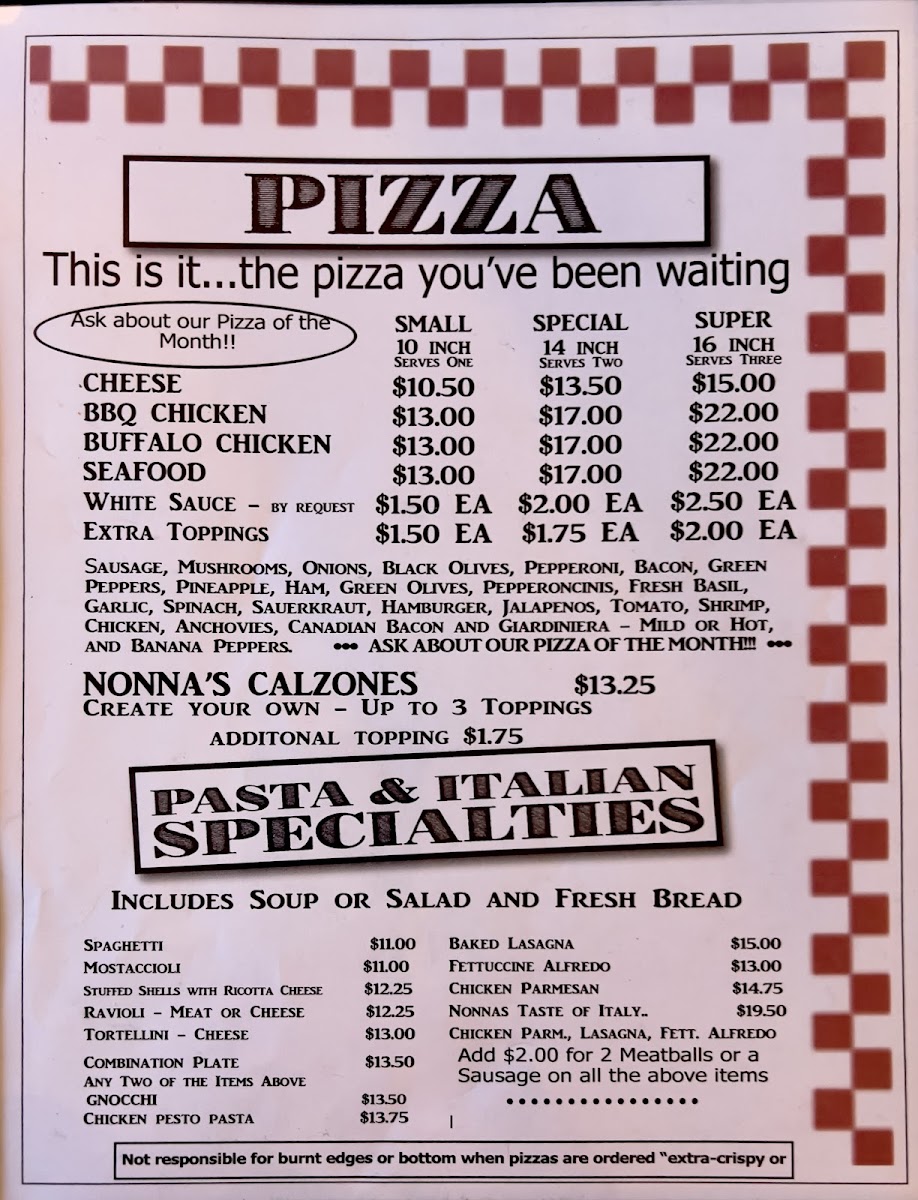 PIZZA
This is it...the pizza you've been waiting
Ask about our Pizza of the
Month!!
SMALL SPECIAL SUPER
10 INCH 14 INCH 16 INCH
SERVES ONE SERVES TWO SERVES THREe
CHEESE $10.50 $13.50 $15.00
BBQ CHICKEN $13.00 $17.00 $22.00
BUFFALO CHICKEN $13.00 $17.00 $22.00
SEAFOOD $13.00 $17.00 $22.00
WHITE SAUCE – BY REQUEST $1.50 EA $2.00 EA $2.50 EA
EXTRA TOPPINGS $1.50 EA $1.75 EA $2.00 EA
SAUSAGE, MUSHROOMS, ONIONS, BLACK OLIVES, PEPPERONI, BACON, GREEN
PEPPERS, PINEAPPLE, HAM, GREEN OLIVES, PEPPERONCINIS, FRESH BASIL,
GARLIC, SPINACH, SAUERKRAUT, HAMBURGER, JALAPENOS, TOMATO, SHRIMP,
CHICKEN, ANCHOVIES, CANADIAN BACON AND GIARDINIERA – MILD OR HOT,
AND BANANA PEPPERS. ••• ASK ABOUT OUR PIZZA OF THE MONTH!!! •••
NONNA'S CALZONES $13.25
CREATE YOUR OWN – UP TO 3 TOPPINGS
ADDITONAL TOPPING $1.75
PASTA & ITALIAN
SPECIALTIES
INCLUDES SOUP OR SALAD AND FRESH BREAD
SPAGHETTI $11.00
MOSTACCIOLI $11.00
STUFFED SHELLS WITH RICOTTA CHEESE $12.25
RAVIOLI – MEAT OR CHEESE $12.25
TORTELLINI – CHEESE $13.00
COMBINATION PLATE $13.50
ANY TWO OF THE ITEMS ABOVE
GNOCCHI $13.50
CHICKEN PESTO PASTA $13.75
BAKED LASAGNA $15.00
FETTUCCINE ALFREDO $13.00
CHICKEN PARMESAN $14.75
NONNAS TASTE OF ITALY.. $19.50
CHICKEN PARM., LASAGNA, FETT. ALFREDO
Add $2.00 for 2 Meatballs or a
Sausage on all the above items
••••••••••••••••
Not responsible for burnt edges or bottom when pizzas are ordered "extra-crispy or